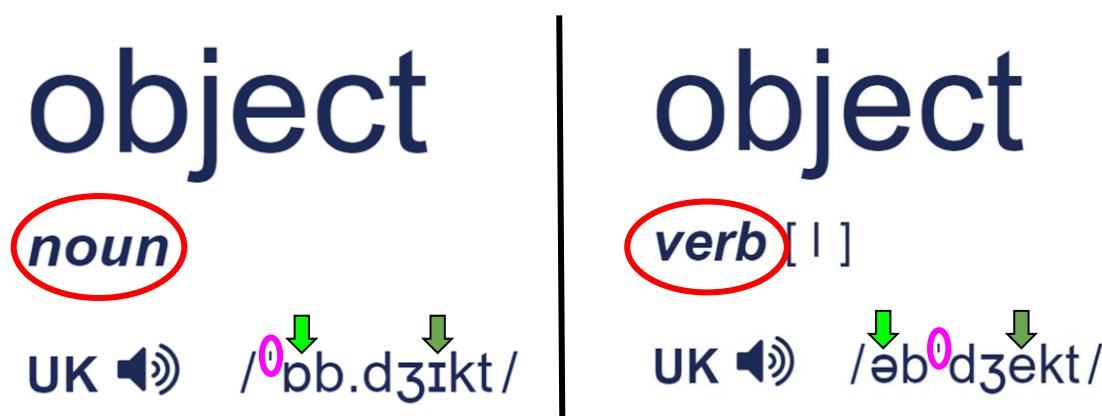 object
noun
UK /ˈɒb.dʒɪkt/
object
verb [ I ]
UK /əbˈdʒekt/